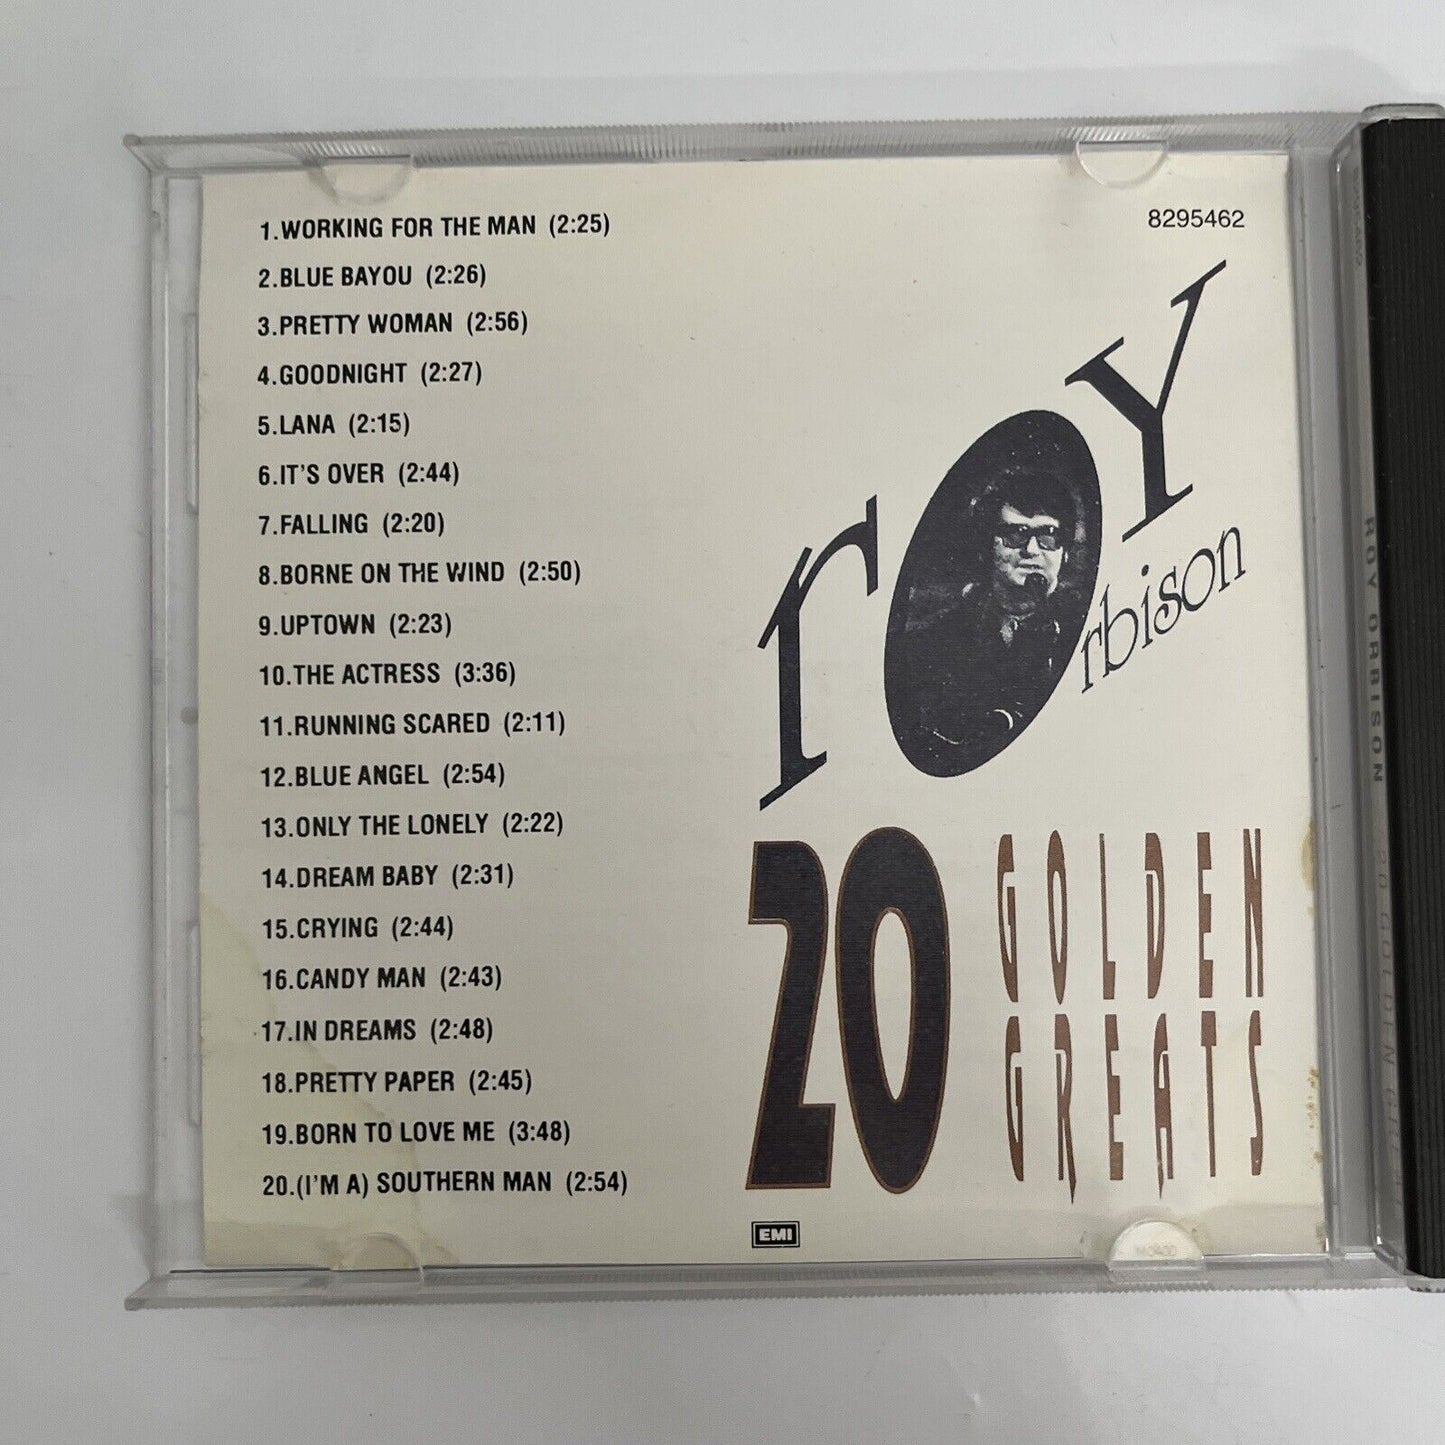 1.WORKING FOR THE MAN (2:25)
2.BLUE BAYOU (2:26)
3.PRETTY WOMAN (2:56)
4.GOODNIGHT (2:27)
5.LANA (2:15)
6.IT'S OVER (2:44)
7.FALLING (2:20)
8.BORNE ON THE WIND (2:50)
9.UPTOWN (2:23)
10.THE ACTRESS (3:36)
11.RUNNING SCARED (2:11)
12.BLUE ANGEL (2:54)
13.ONLY THE LONELY (2:22)
14.DREAM BABY (2:31)
15.CRYING (2:44)
16.CANDY MAN (2:43)
17.IN DREAMS (2:48)
18.PRETTY PAPER (2:45)
19.BORN TO LOVE ME (3:48)
20.(I'M A) SOUTHERN MAN (2:54)
8295462
roy
orbison
20 GOLDEN
GREATS
EMI
ROY ORBISON 20 GOLDEN GREATS